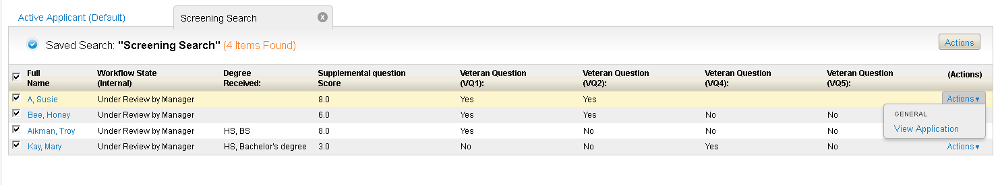 Active Applicant (Default)
Screening Search
Saved Search: "Screening Search" (4 Items Found)
Actions
Full Name Workflow State (Internal) Degree Received: Supplemental question Score Veteran Question (VQ1): Veteran Question (VQ2): Veteran Question (VQ4): Veteran Question (VQ5): (Actions)
A, Susie Under Review by Manager 8.0 Yes Yes Actions▾
Bee, Honey Under Review by Manager 6.0 Yes Yes No No
GENERAL
View Application
Aikman, Troy Under Review by Manager HS, BS 8.0 Yes No No No
Kay, Mary Under Review by Manager HS, Bachelor's degree 3.0 No No Yes No Actions▾